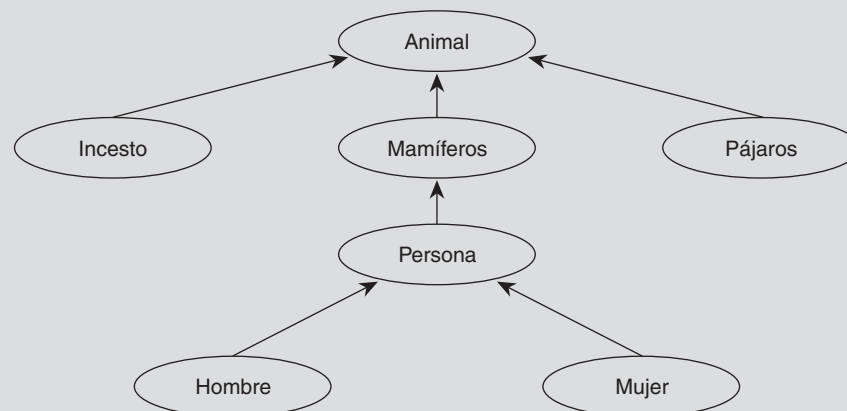 Animal
Incesto
Mamíferos
Pájaros
Persona
Hombre
Mujer